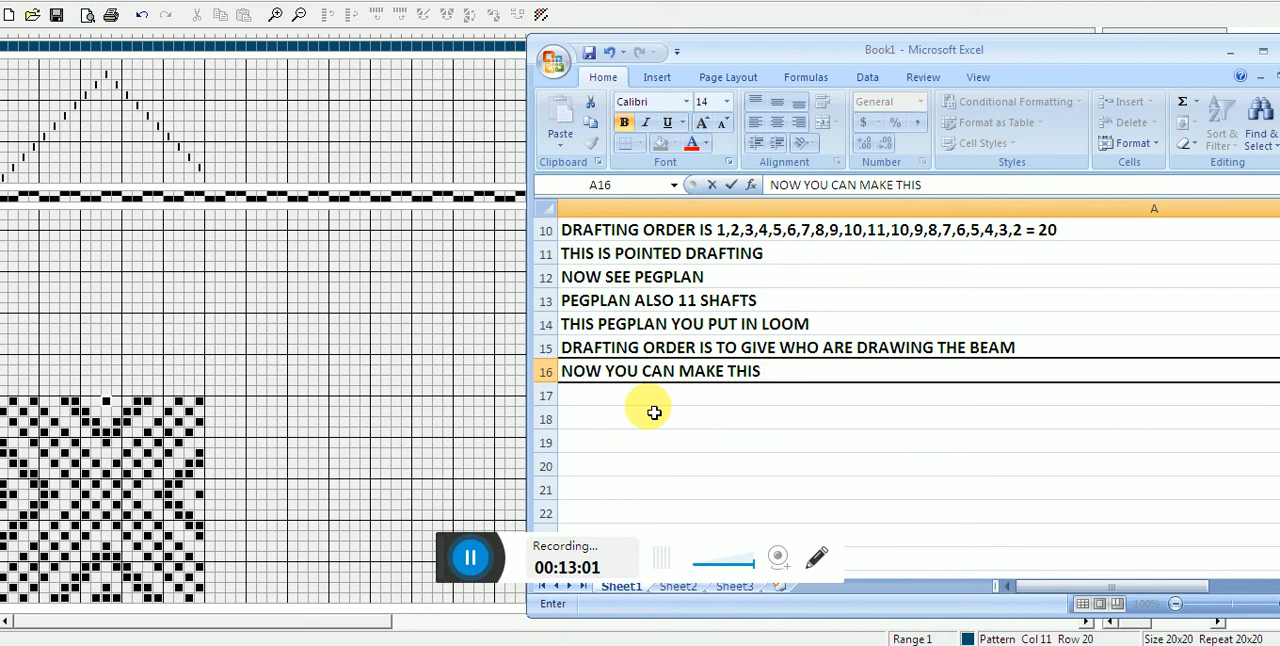 Book1 - Microsoft Excel
Home Insert Page Layout Formulas Data Review View
Calibri 14 General Conditional Formatting Insert Σ
Paste B I U A A $ % , Format as Table Delete Sort & Find &
Cell Styles Format Filter Select
Clipboard Font Alignment Number Styles Cells Editing
A16 fx NOW YOU CAN MAKE THIS
A
10 DRAFTING ORDER IS 1,2,3,4,5,6,7,8,9,10,11,10,9,8,7,6,5,4,3,2 = 20
11 THIS IS POINTED DRAFTING
12 NOW SEE PEGPLAN
13 PEGPLAN ALSO 11 SHAFTS
14 THIS PEGPLAN YOU PUT IN LOOM
15 DRAFTING ORDER IS TO GIVE WHO ARE DRAWING THE BEAM
16 NOW YOU CAN MAKE THIS
17
18
19
20
21
22
Recording...
00:13:01
Sheet1 Sheet2 Sheet3
Enter 100%
Range 1 Pattern Col 11 Row 20 Size 20x20 Repeat 20x20